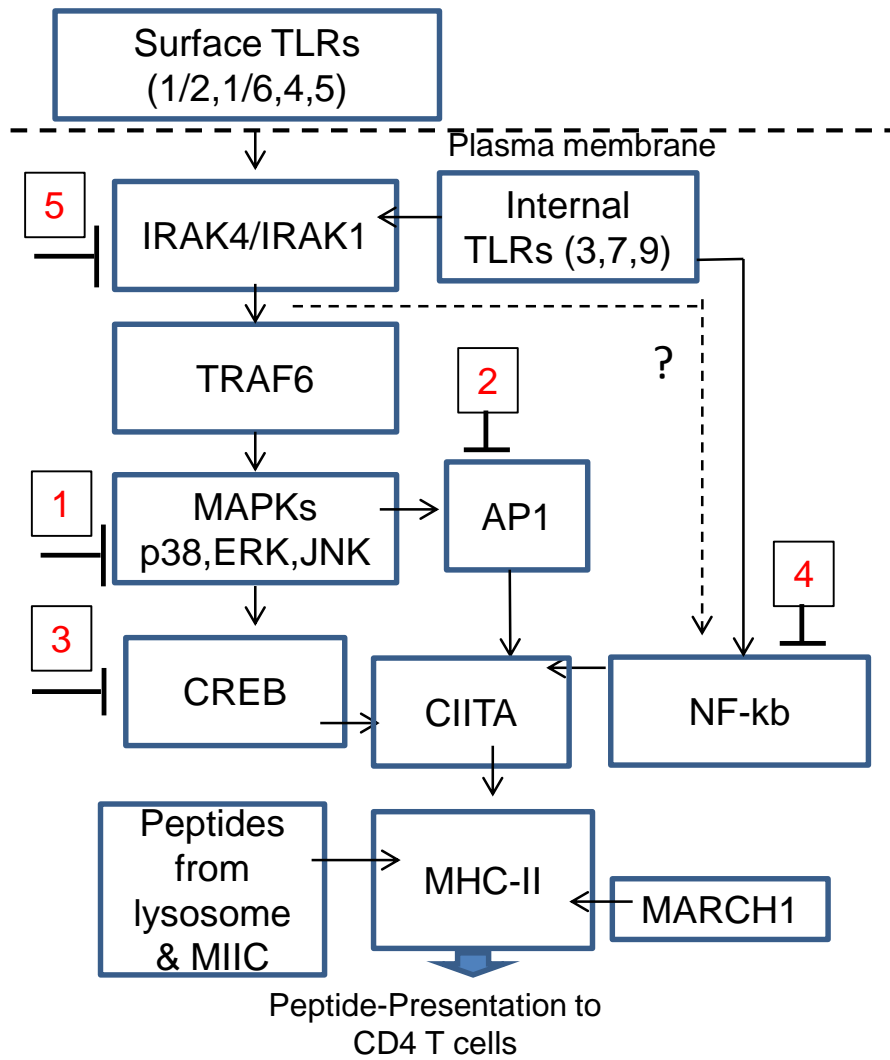 Surface TLRs
(1/2,1/6,4,5)
Plasma membrane
5
IRAK4/IRAK1
Internal
TLRs (3,7,9)
TRAF6
?
2
1
MAPKs
p38,ERK,JNK
AP1
4
3
CREB
CIITA
NF-kb
Peptides
from
lysosome
& MIIC
MHC-II
MARCH1
Peptide-Presentation to
CD4 T cells